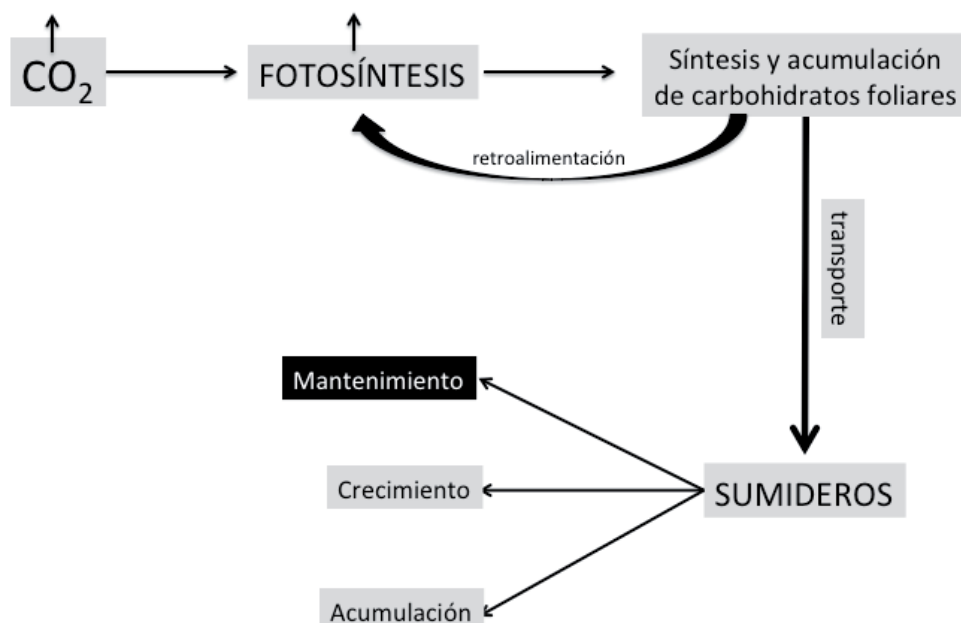 CO₂
FOTOSÍNTESIS
Síntesis y acumulación
de carbohidratos foliares
retroalimentación
transporte
Mantenimiento
Crecimiento
SUMIDEROS
Acumulación